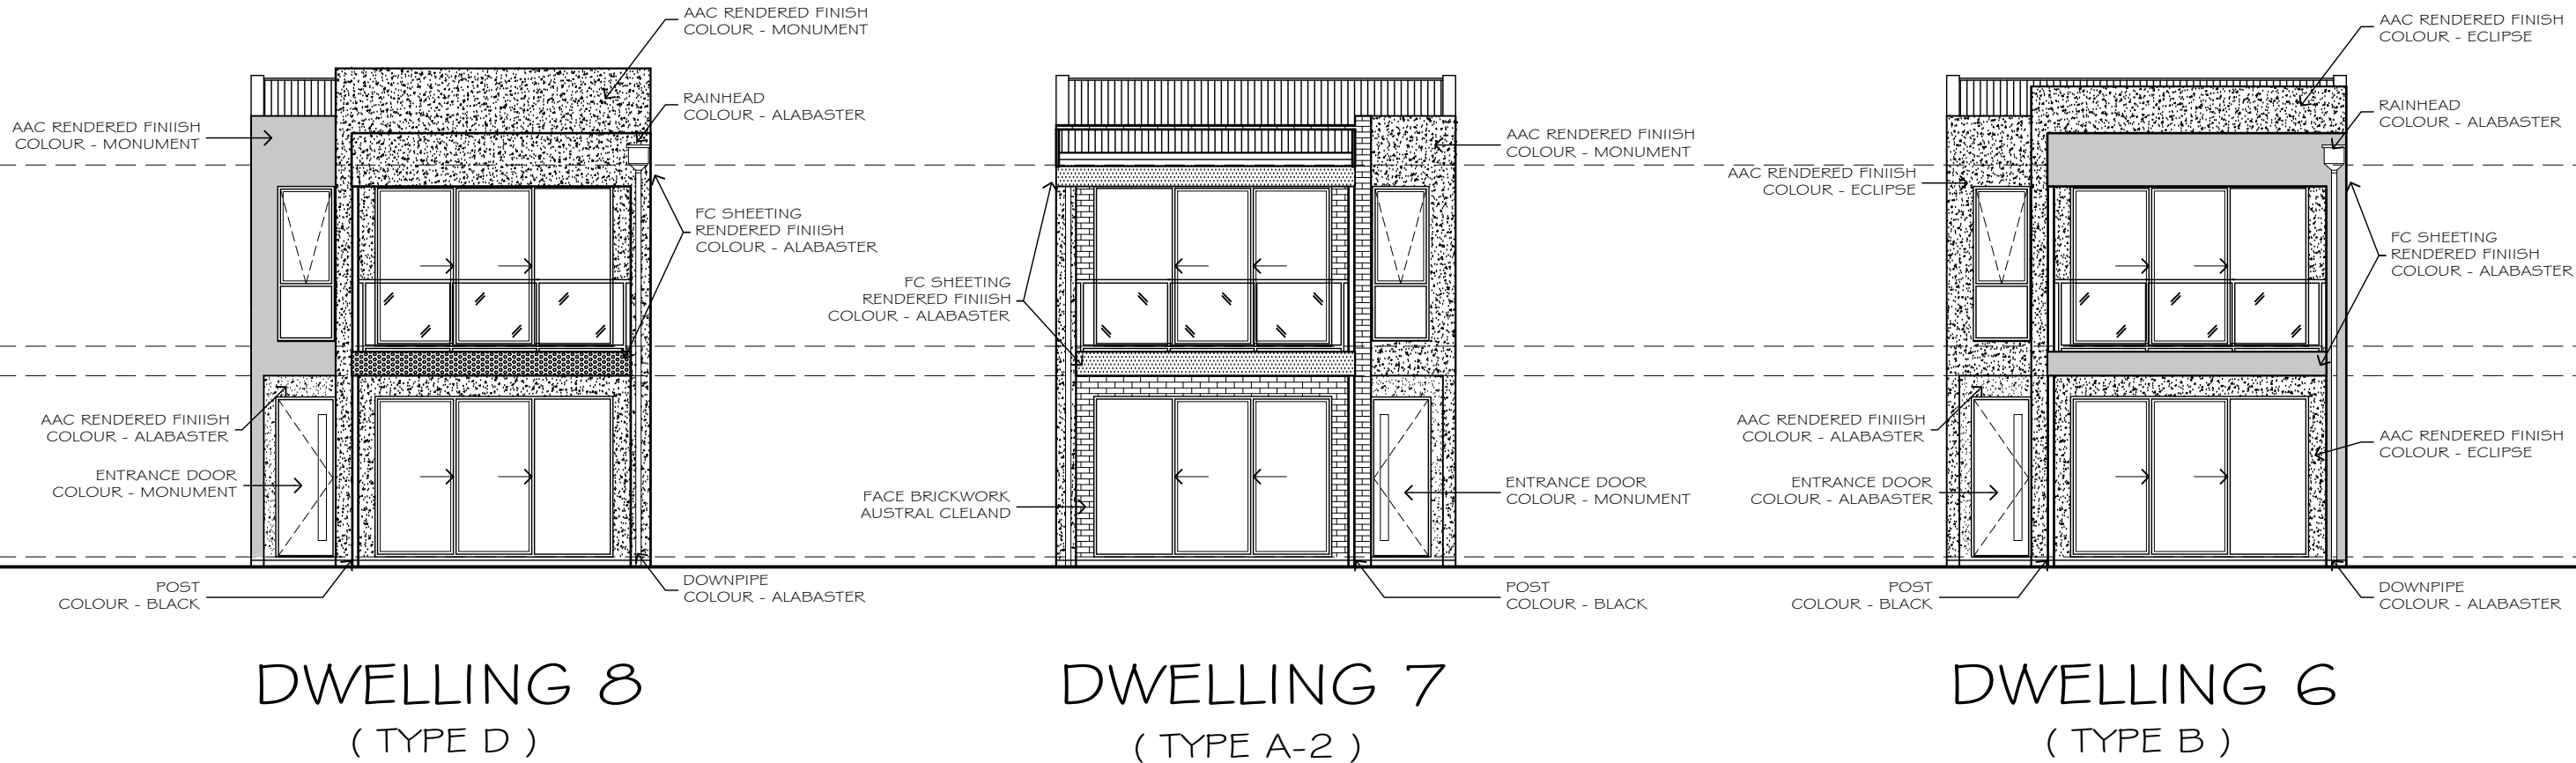 AAC RENDERED FINISH
COLOUR - MONUMENT
RAINHEAD
COLOUR - ALABASTER
AAC RENDERED FINIISH
COLOUR - MONUMENT
FC SHEETING
RENDERED FINIISH
COLOUR - ALABASTER
AAC RENDERED FINIISH
COLOUR - ALABASTER
ENTRANCE DOOR
COLOUR - MONUMENT
POST
COLOUR - BLACK
DOWNPIPE
COLOUR - ALABASTER
DWELLING 8
( TYPE D )
AAC RENDERED FINIISH
COLOUR - MONUMENT
FC SHEETING
RENDERED FINIISH
COLOUR - ALABASTER
FACE BRICKWORK
AUSTRAL CLELAND
ENTRANCE DOOR
COLOUR - MONUMENT
POST
COLOUR - BLACK
DWELLING 7
( TYPE A-2 )
AAC RENDERED FINISH
COLOUR - ECLIPSE
RAINHEAD
COLOUR - ALABASTER
AAC RENDERED FINIISH
COLOUR - ECLIPSE
FC SHEETING
RENDERED FINIISH
COLOUR - ALABASTER
AAC RENDERED FINIISH
COLOUR - ALABASTER
AAC RENDERED FINISH
COLOUR - ECLIPSE
ENTRANCE DOOR
COLOUR - ALABASTER
POST
COLOUR - BLACK
DOWNPIPE
COLOUR - ALABASTER
DWELLING 6
( TYPE B )